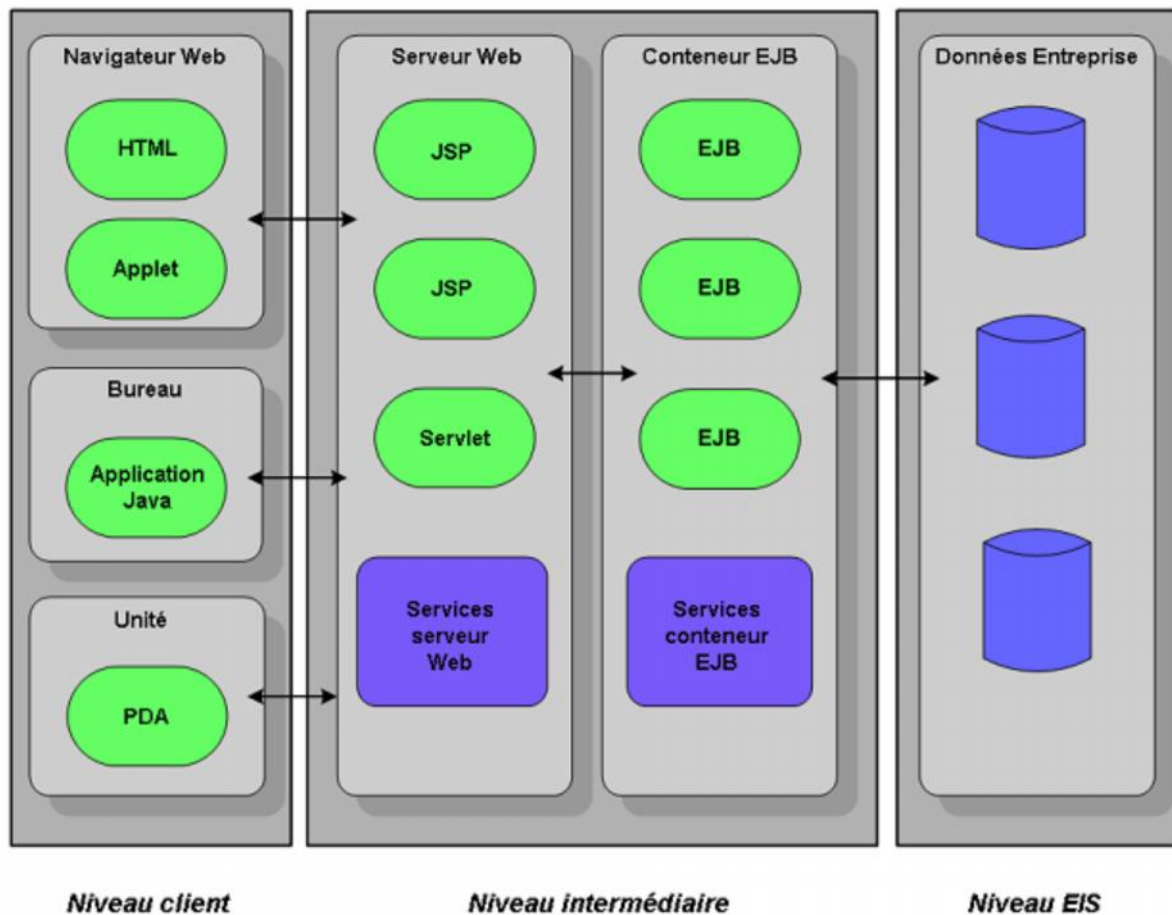 Navigateur Web
HTML
Applet
Bureau
Application
Java
Unité
PDA
Serveur Web
JSP
JSP
Servlet
Services
serveur
Web
Conteneur EJB
EJB
EJB
EJB
Services
conteneur
EJB
Données Entreprise
Niveau client
Niveau intermédiaire
Niveau EIS